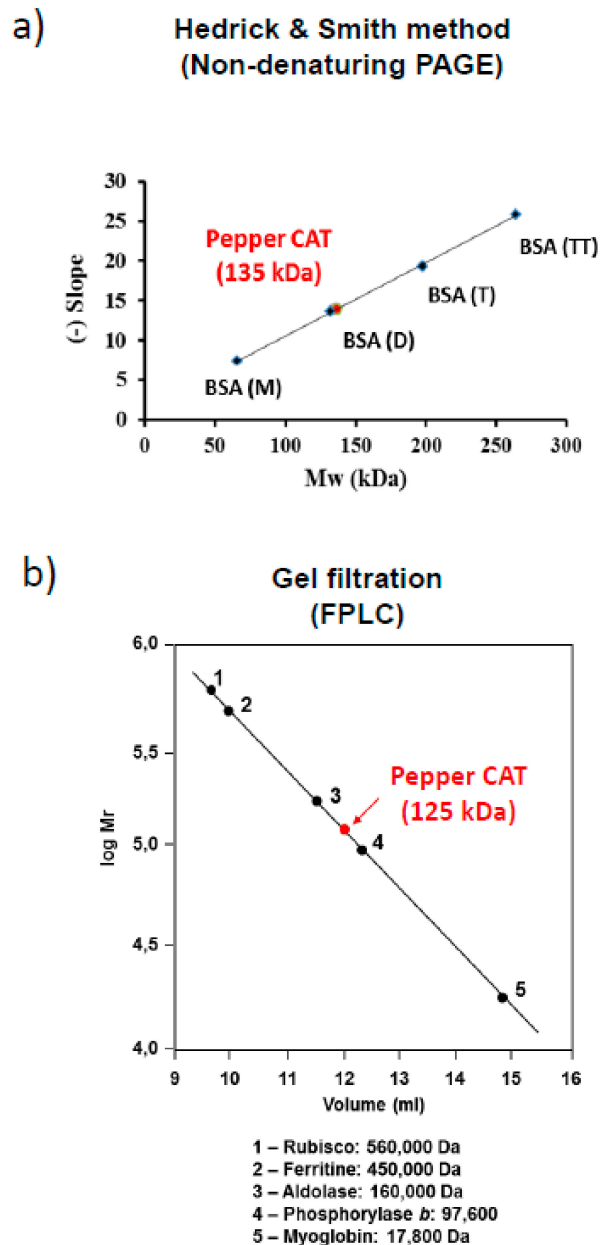 a)
Hedrick & Smith method
(Non-denaturing PAGE)
30
25
20
15
10
5
0
(-) Slope
Pepper CAT
(135 kDa)
BSA (M)
BSA (D)
BSA (T)
BSA (TT)
0 50 100 150 200 250 300
Mw (kDa)
b)
Gel filtration
(FPLC)
6,0
5,5
5,0
4,5
4,0
log Mr
1
2
3
Pepper CAT
(125 kDa)
4
5
9 10 11 12 13 14 15 16
Volume (ml)
1 – Rubisco: 560,000 Da
2 – Ferritine: 450,000 Da
3 – Aldolase: 160,000 Da
4 – Phosphorylase b: 97,600
5 – Myoglobin: 17,800 Da